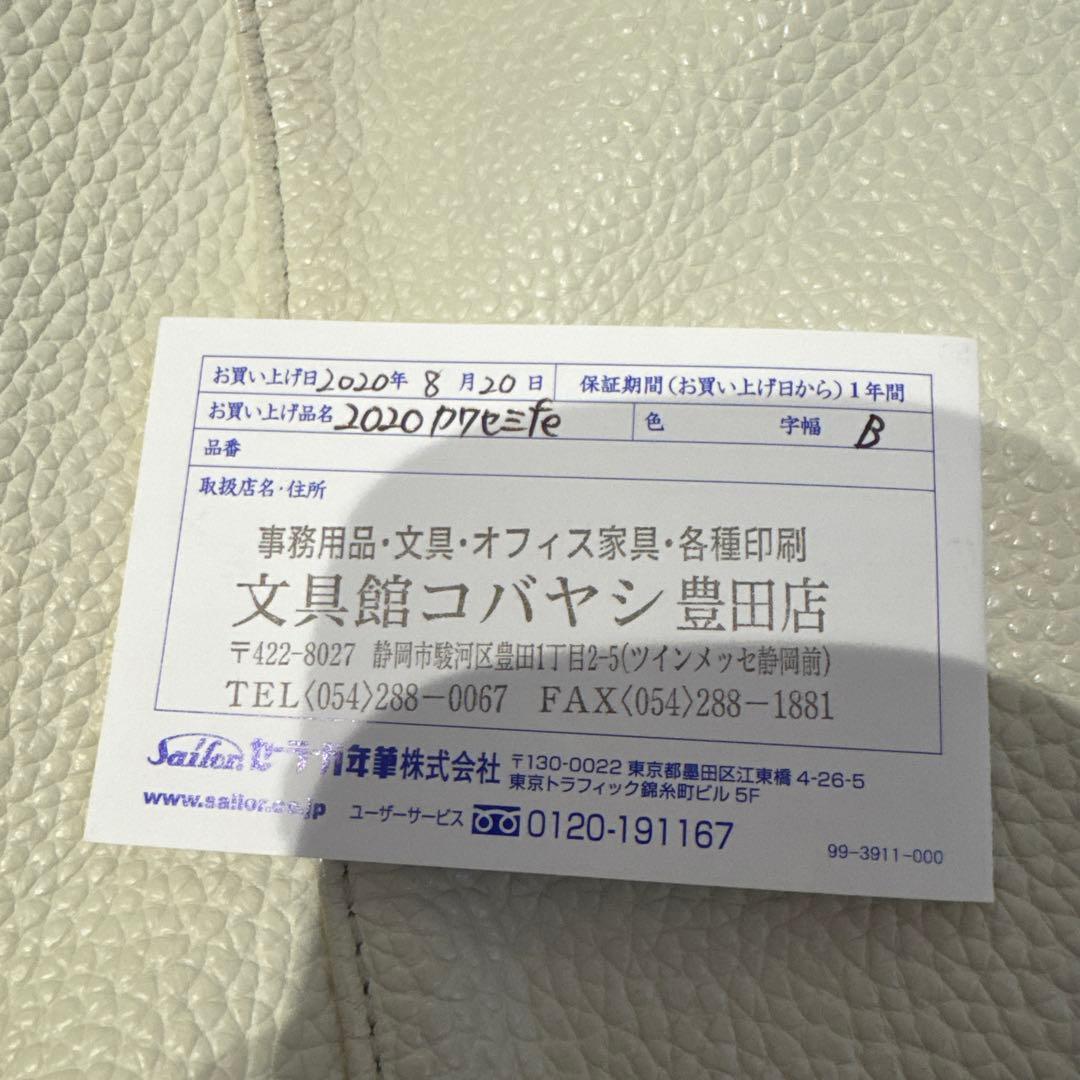 お買い上げ日2020年 8 月20 日 保証期間(お買い上げ日から)1年間
お買い上げ品名 2020 カワセミfe 色 字幅 B
品番
取扱店名・住所
事務用品・文具・オフィス家具・各種印刷
文具館コバヤシ 豊田店
〒422-8027 静岡市駿河区豊田1丁目2-5(ツインメッセ静岡前)
TEL〈054〉288-0067 FAX〈054〉288-1881
Sailor. セーラー万年筆株式会社 〒130-0022 東京都墨田区江東橋 4-26-5
東京トラフィック錦糸町ビル 5F
www.sailor.co.jp ユーザーサービス 0120-191167
99-3911-000